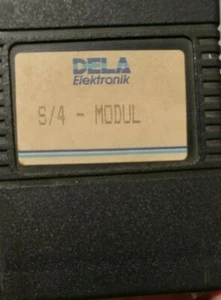 DELA
Elektronik
S/4 - MODUL